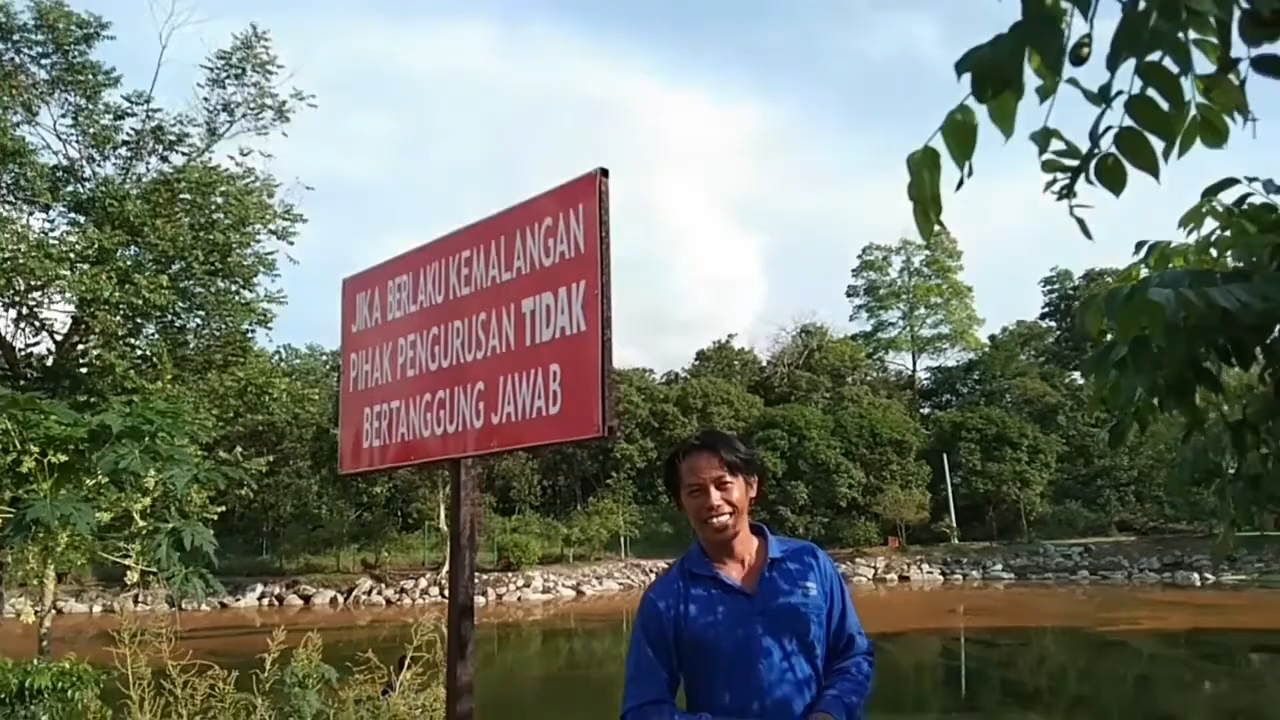 JIKA BERLAKU KEMALANGAN
PIHAK PENGURUSAN TIDAK
BERTANGGUNG JAWAB